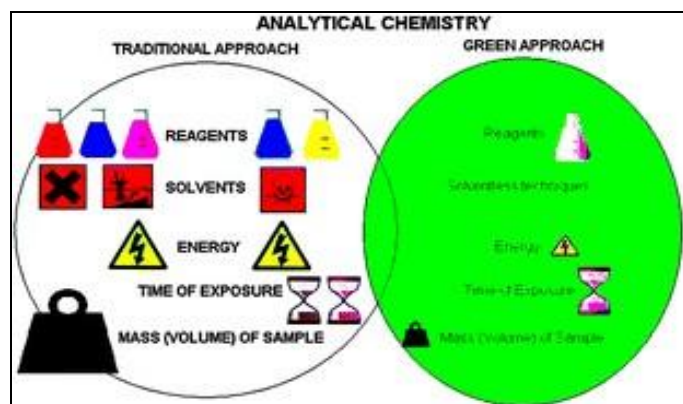 ANALYTICAL CHEMISTRY
TRADITIONAL APPROACH
GREEN APPROACH
REAGENTS
Reagents
SOLVENTS
Solventless techniques
ENERGY
Energy
TIME OF EXPOSURE
Time of Exposure
MASS (VOLUME) OF SAMPLE
Mass (Volume) of Sample